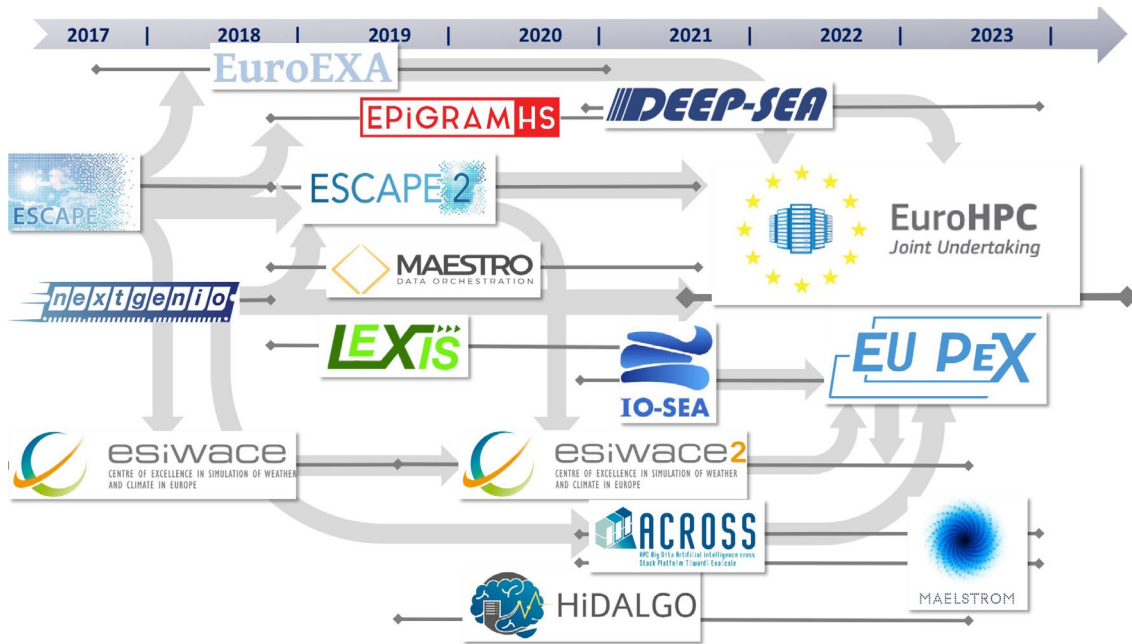 2017 | 2018 | 2019 | 2020 | 2021 | 2022 | 2023 |
EuroEXA
EPiGRAM HS
DEEP-SEA
ESCAPE
ESCAPE 2
EuroHPC
Joint Undertaking
MAESTRO
DATA ORCHESTRATION
nextgenio
LEXiS
IO-SEA
EU PEX
esiwace
CENTRE OF EXCELLENCE IN SIMULATION OF WEATHER
AND CLIMATE IN EUROPE
esiwace2
CENTRE OF EXCELLENCE IN SIMULATION OF WEATHER
AND CLIMATE IN EUROPE
ACROSS
HPC Big Data Artificial intelligence cross
Stack Platform Towards Exascale
MAELSTROM
HiDALGO